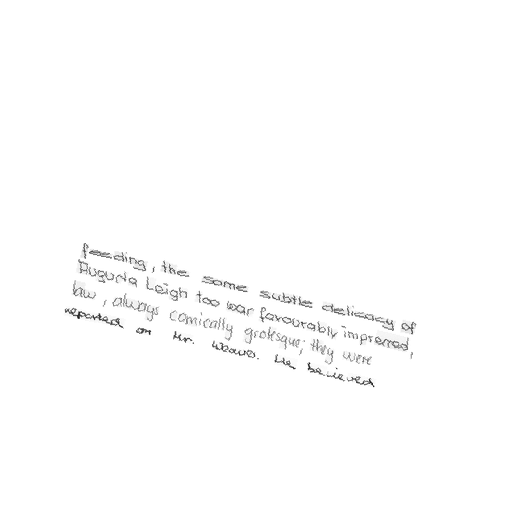 feeding, the same subtle delicacy of
Augusta Leigh too was favourably impressed,
law, always comically grotesque; they were
reported on Mr. Weaves. He believed